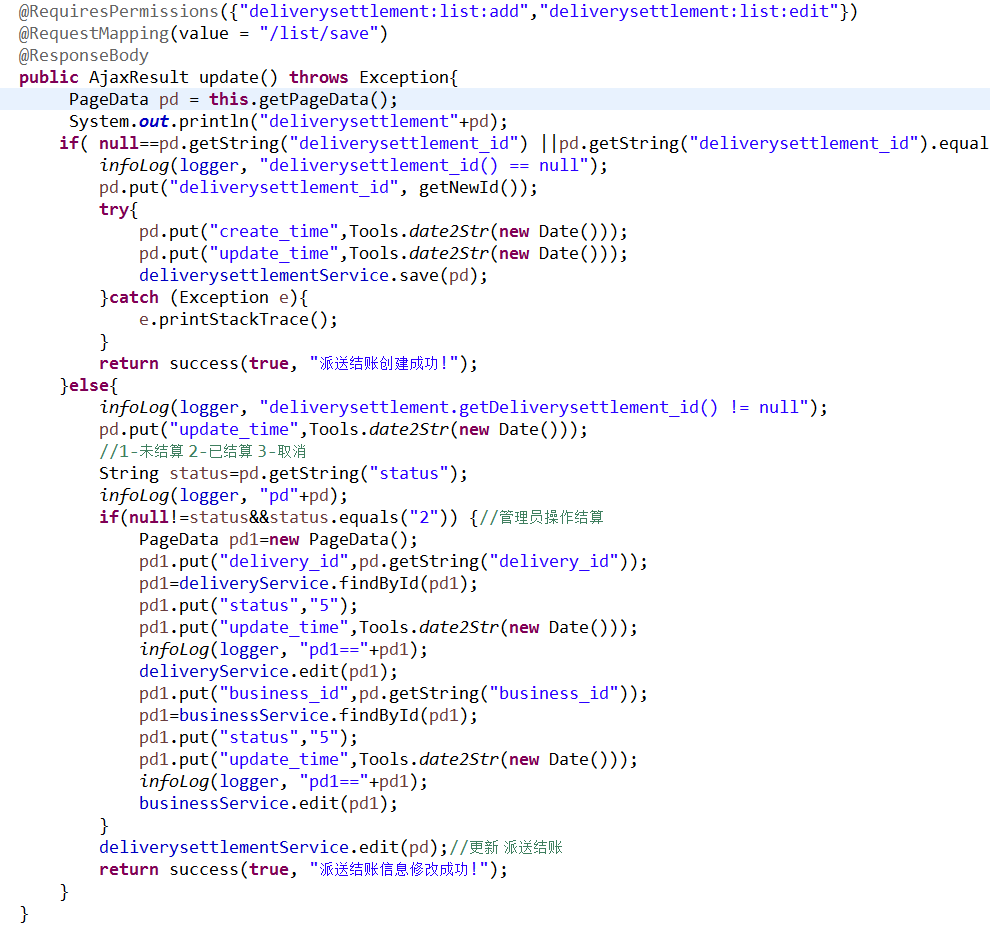 @RequiresPermissions({"deliverysettlement:list:add","deliverysettlement:list:edit"})
@RequestMapping(value = "/list/save")
@ResponseBody
public AjaxResult update() throws Exception{
PageData pd = this.getPageData();
System.out.println("deliverysettlement"+pd);
if( null==pd.getString("deliverysettlement_id") ||pd.getString("deliverysettlement_id").equal
infoLog(logger, "deliverysettlement_id() == null");
pd.put("deliverysettlement_id", getNewId());
try{
pd.put("create_time",Tools.date2Str(new Date()));
pd.put("update_time",Tools.date2Str(new Date()));
deliverysettlementService.save(pd);
}catch (Exception e){
e.printStackTrace();
}
return success(true, "派送结账创建成功!");
}else{
infoLog(logger, "deliverysettlement.getDeliverysettlement_id() != null");
pd.put("update_time",Tools.date2Str(new Date()));
//1-未结算 2-已结算 3-取消
String status=pd.getString("status");
infoLog(logger, "pd"+pd);
if(null!=status&&status.equals("2")) {//管理员操作结算
PageData pd1=new PageData();
pd1.put("delivery_id",pd.getString("delivery_id"));
pd1=deliveryService.findById(pd1);
pd1.put("status","5");
pd1.put("update_time",Tools.date2Str(new Date()));
infoLog(logger, "pd1=="+pd1);
deliveryService.edit(pd1);
pd1.put("business_id",pd.getString("business_id"));
pd1=businessService.findById(pd1);
pd1.put("status","5");
pd1.put("update_time",Tools.date2Str(new Date()));
infoLog(logger, "pd1=="+pd1);
businessService.edit(pd1);
}
deliverysettlementService.edit(pd);//更新 派送结账
return success(true, "派送结账信息修改成功!");
}
}